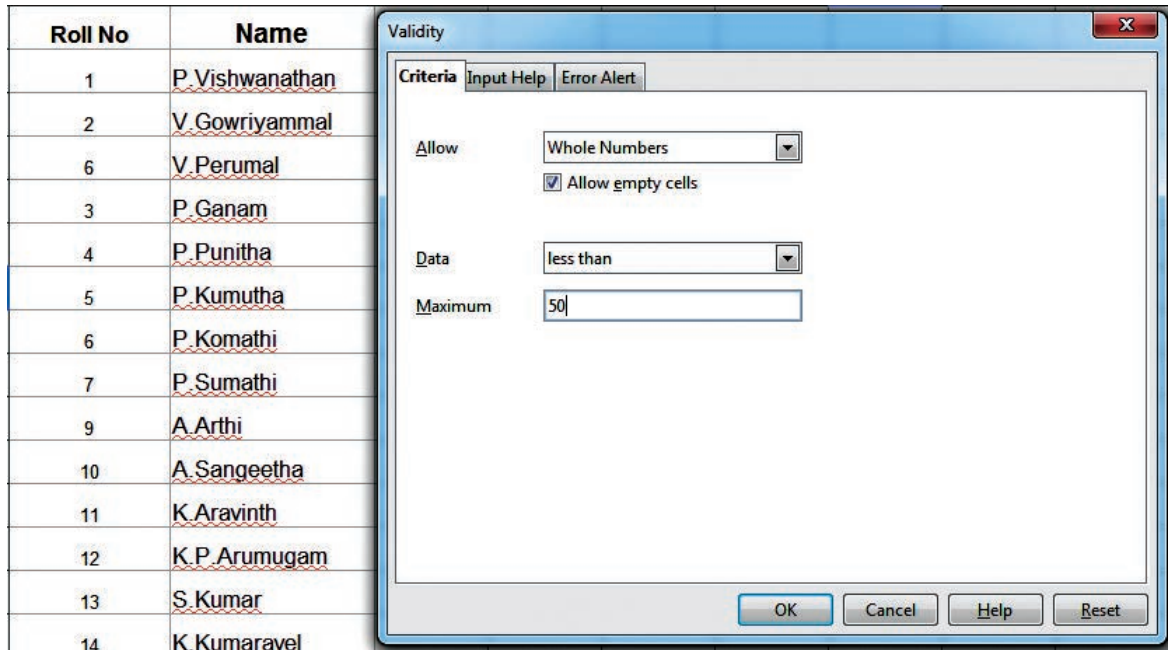 Roll No Name
1 P.Vishwanathan
2 V.Gowriyammal
6 V.Perumal
3 P.Ganam
4 P.Punitha
5 P.Kumutha
6 P.Komathi
7 P.Sumathi
9 A.Arthi
10 A.Sangeetha
11 K.Aravinth
12 K.P.Arumugam
13 S.Kumar
14 K.Kumaravel
Validity
Criteria Input Help Error Alert
Allow Whole Numbers
Allow empty cells
Data less than
Maximum 50
OK Cancel Help Reset